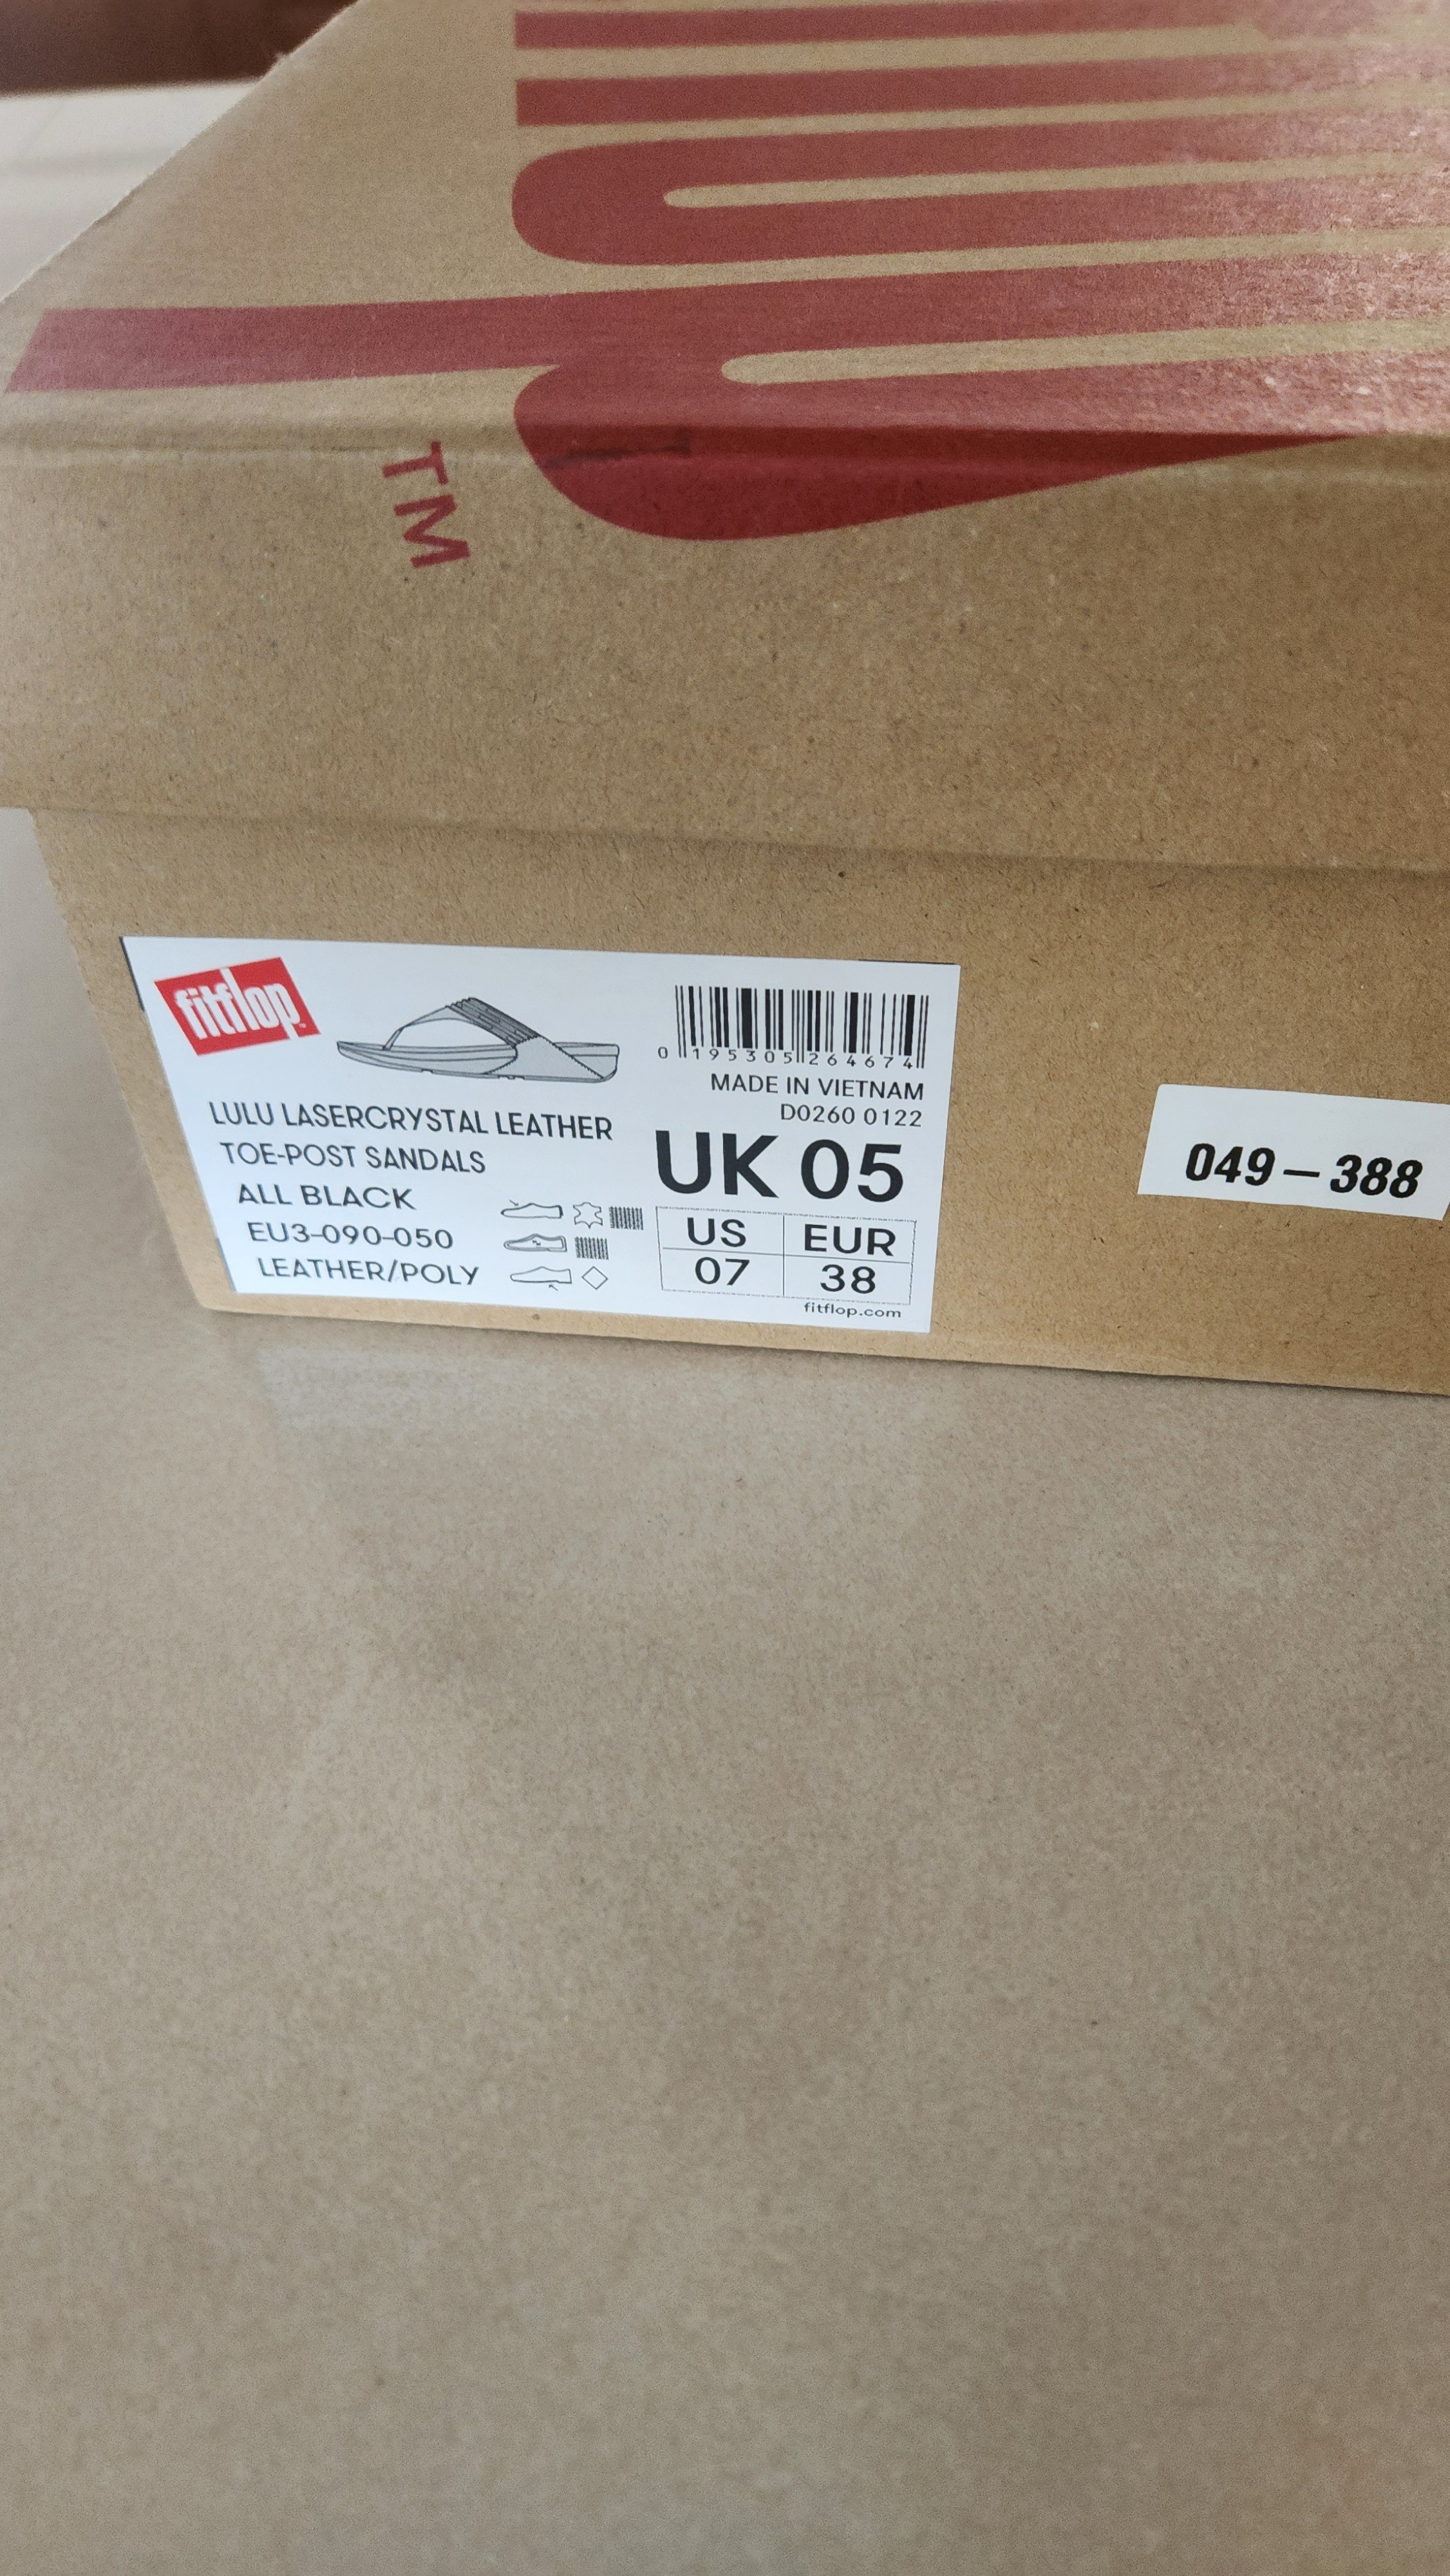 TM
fitflop
0 195305 264674
MADE IN VIETNAM
D0260 0122
LULU LASERCRYSTAL LEATHER
TOE-POST SANDALS
ALL BLACK
EU3-090-050
LEATHER/POLY
UK 05
US EUR
07 38
fitflop.com
049-388